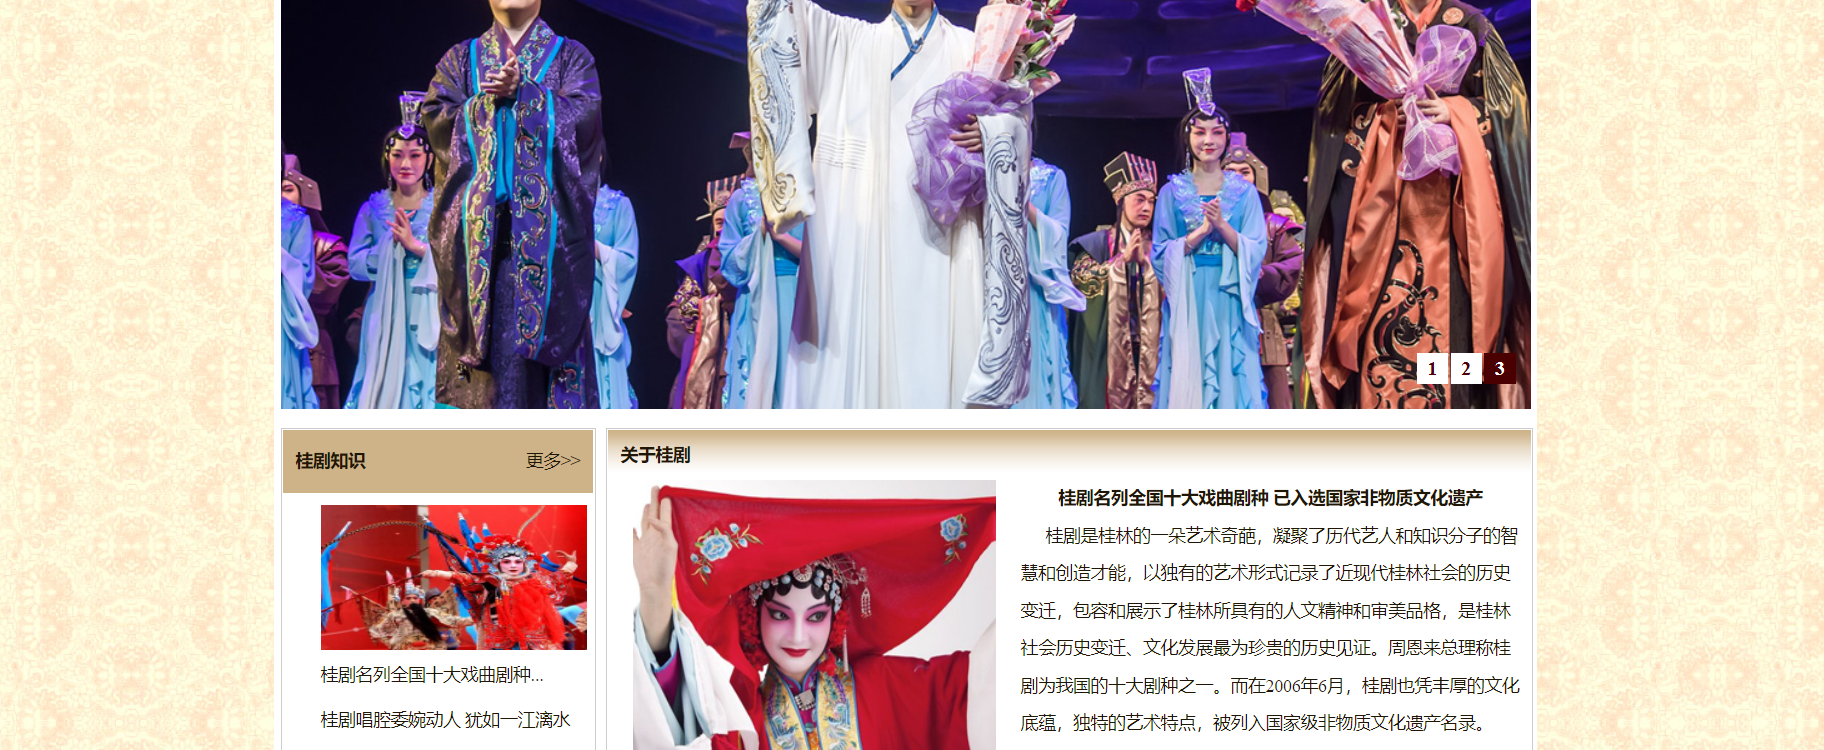 1 2 3
桂剧知识 更多>>
桂剧名列全国十大戏曲剧种...
桂剧唱腔委婉动人 犹如一江漓水
关于桂剧
桂剧名列全国十大戏曲剧种 已入选国家非物质文化遗产
桂剧是桂林的一朵艺术奇葩，凝聚了历代艺人和知识分子的智
慧和创造才能，以独有的艺术形式记录了近现代桂林社会的历史
变迁，包容和展示了桂林所具有的人文精神和审美品格，是桂林
社会历史变迁、文化发展最为珍贵的历史见证。周恩来总理称桂
剧为我国的十大剧种之一。而在2006年6月，桂剧也凭丰厚的文化
底蕴，独特的艺术特点，被列入国家级非物质文化遗产名录。